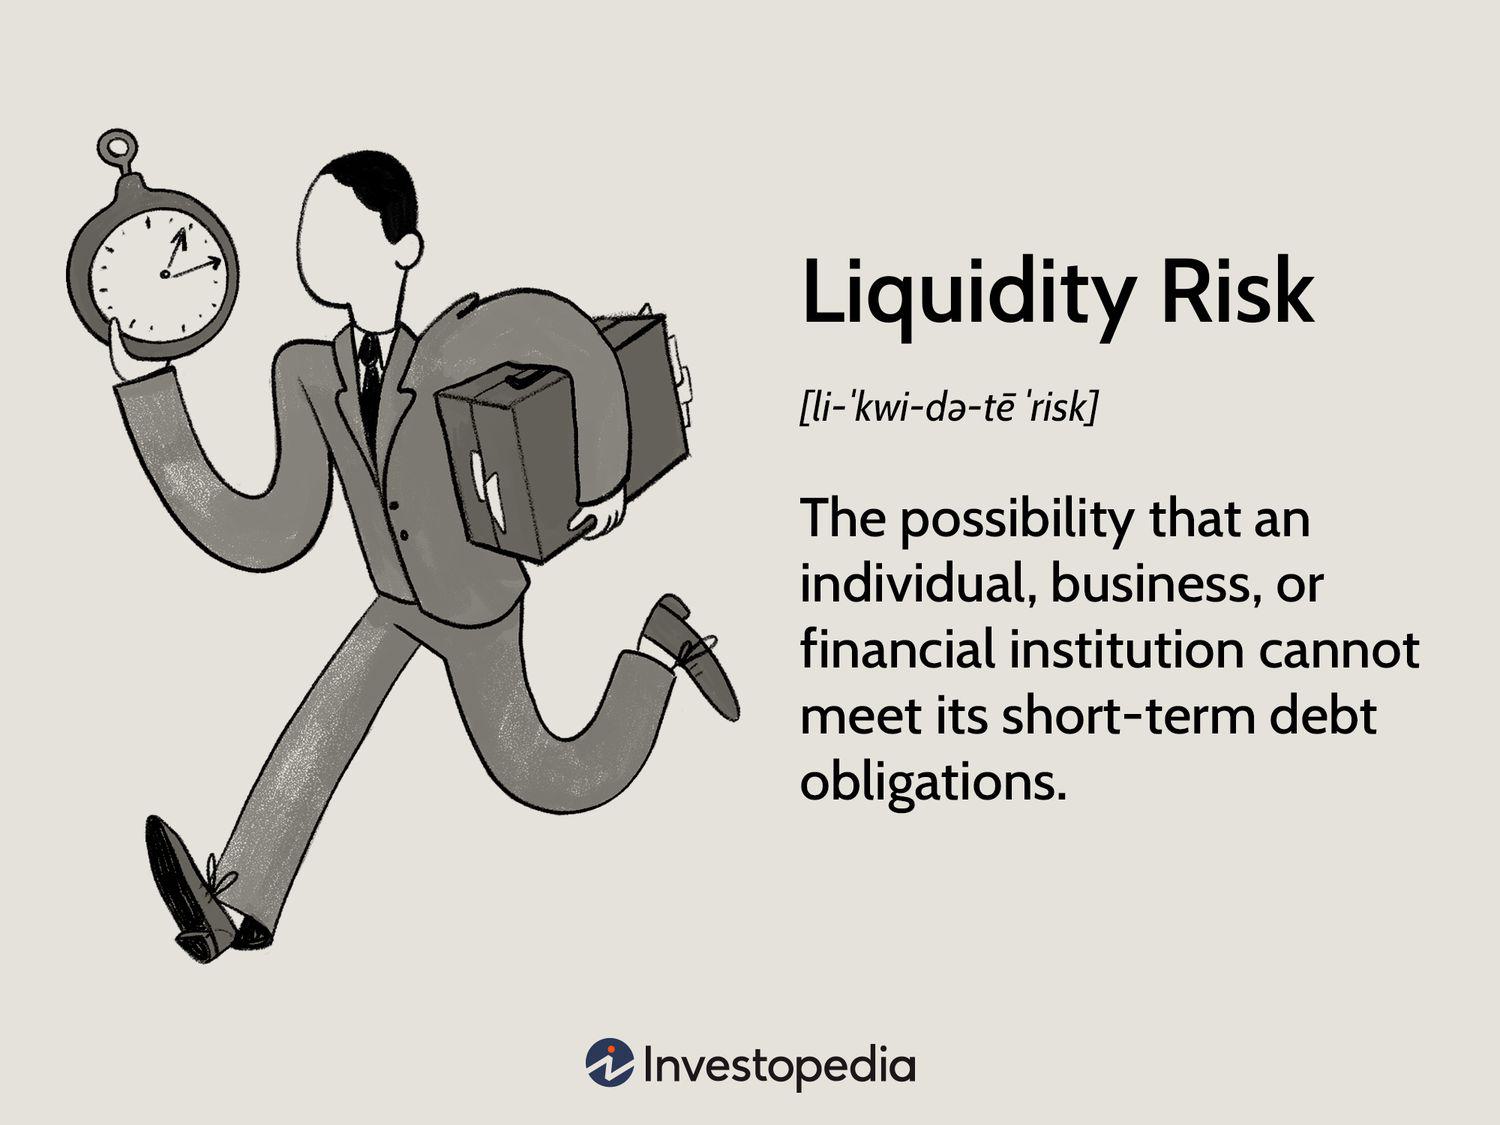 Liquidity Risk
[li-ˈkwi-də-tē ˈrisk]
The possibility that an
individual, business, or
financial institution cannot
meet its short-term debt
obligations.
Investopedia